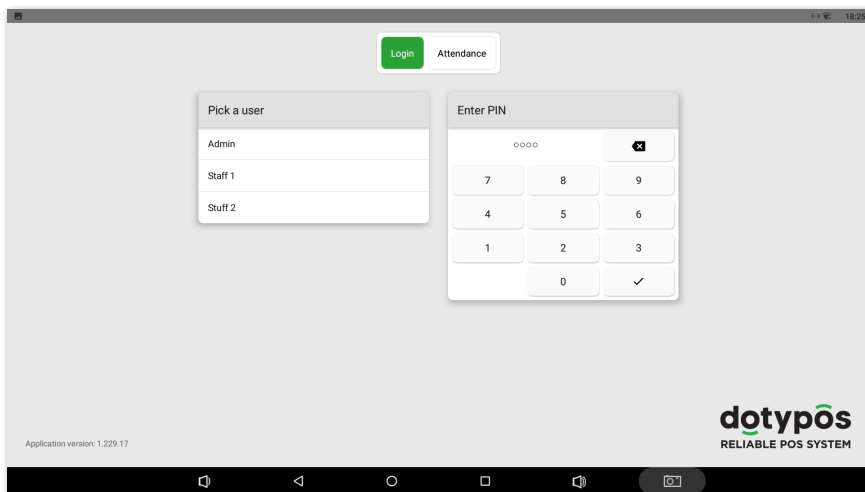 18:25
Login
Attendance
Pick a user
Admin
Staff 1
Stuff 2
Enter PIN
7 8 9
4 5 6
1 2 3
0
dotypos
RELIABLE POS SYSTEM
Application version: 1.229.17